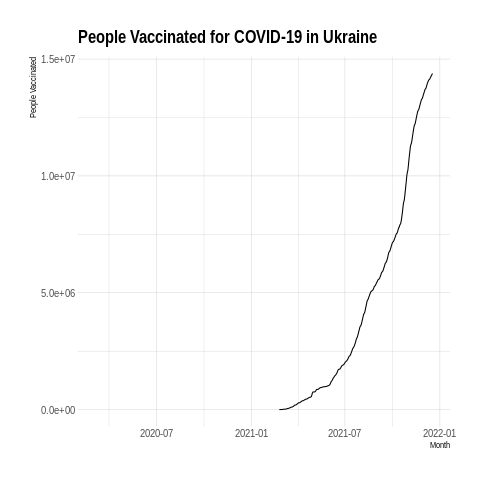 People Vaccinated for COVID-19 in Ukraine
People Vaccinated
1.5e+07
1.0e+07
5.0e+06
0.0e+00
2020-07
2021-01
2021-07
2022-01
Month